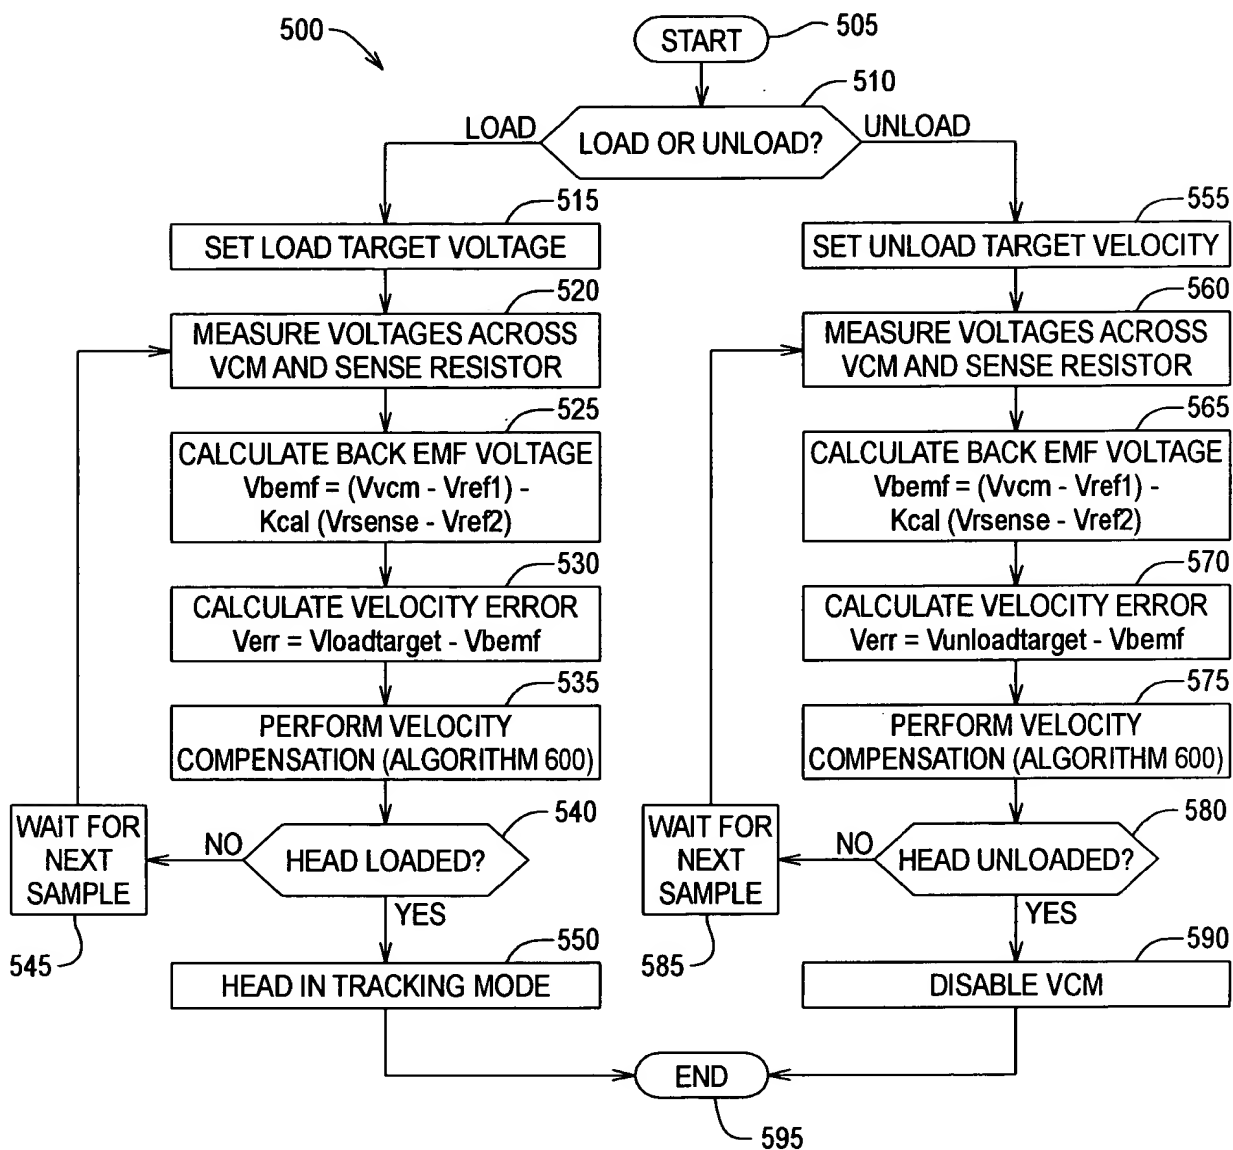 500
START
505
510
LOAD
LOAD OR UNLOAD?
UNLOAD
515
SET LOAD TARGET VOLTAGE
520
MEASURE VOLTAGES ACROSS
VCM AND SENSE RESISTOR
525
CALCULATE BACK EMF VOLTAGE
Vbemf = (Vvcm - Vref1) -
Kcal (Vrsense - Vref2)
530
CALCULATE VELOCITY ERROR
Verr = Vloadtarget - Vbemf
535
PERFORM VELOCITY
COMPENSATION (ALGORITHM 600)
540
HEAD LOADED?
NO
WAIT FOR
NEXT
SAMPLE
545
YES
550
HEAD IN TRACKING MODE
555
SET UNLOAD TARGET VELOCITY
560
MEASURE VOLTAGES ACROSS
VCM AND SENSE RESISTOR
565
CALCULATE BACK EMF VOLTAGE
Vbemf = (Vvcm - Vref1) -
Kcal (Vrsense - Vref2)
570
CALCULATE VELOCITY ERROR
Verr = Vunloadtarget - Vbemf
575
PERFORM VELOCITY
COMPENSATION (ALGORITHM 600)
580
HEAD UNLOADED?
NO
WAIT FOR
NEXT
SAMPLE
585
YES
590
DISABLE VCM
END
595